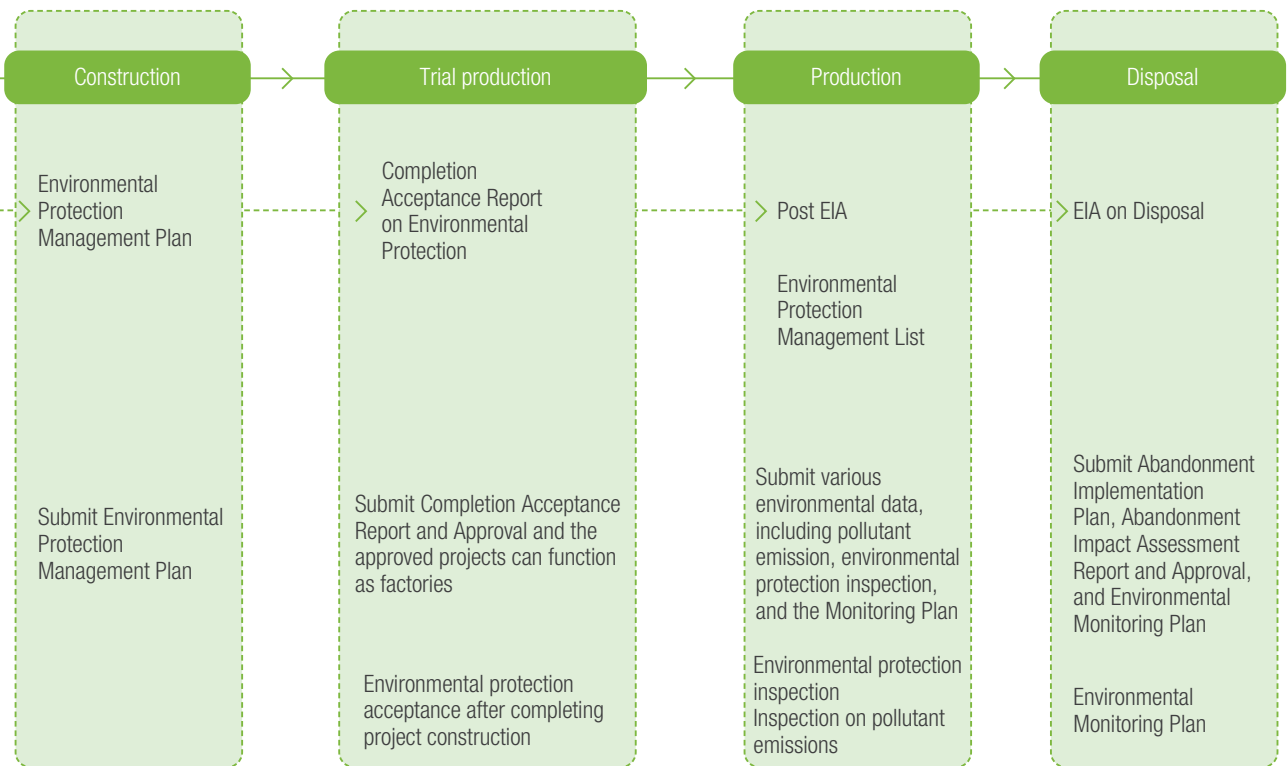 Construction
Trial production
Production
Disposal
Environmental
Protection
Management Plan
Completion
Acceptance Report
on Environmental
Protection
Post EIA
EIA on Disposal
Environmental
Protection
Management List
Submit Environmental
Protection
Management Plan
Submit Completion Acceptance
Report and Approval and the
approved projects can function
as factories
Submit various
environmental data,
including pollutant
emission, environmental
protection inspection,
and the Monitoring Plan
Submit Abandonment
Implementation
Plan, Abandonment
Impact Assessment
Report and Approval,
and Environmental
Monitoring Plan
Environmental protection
acceptance after completing
project construction
Environmental protection
inspection
Inspection on pollutant
emissions
Environmental
Monitoring Plan